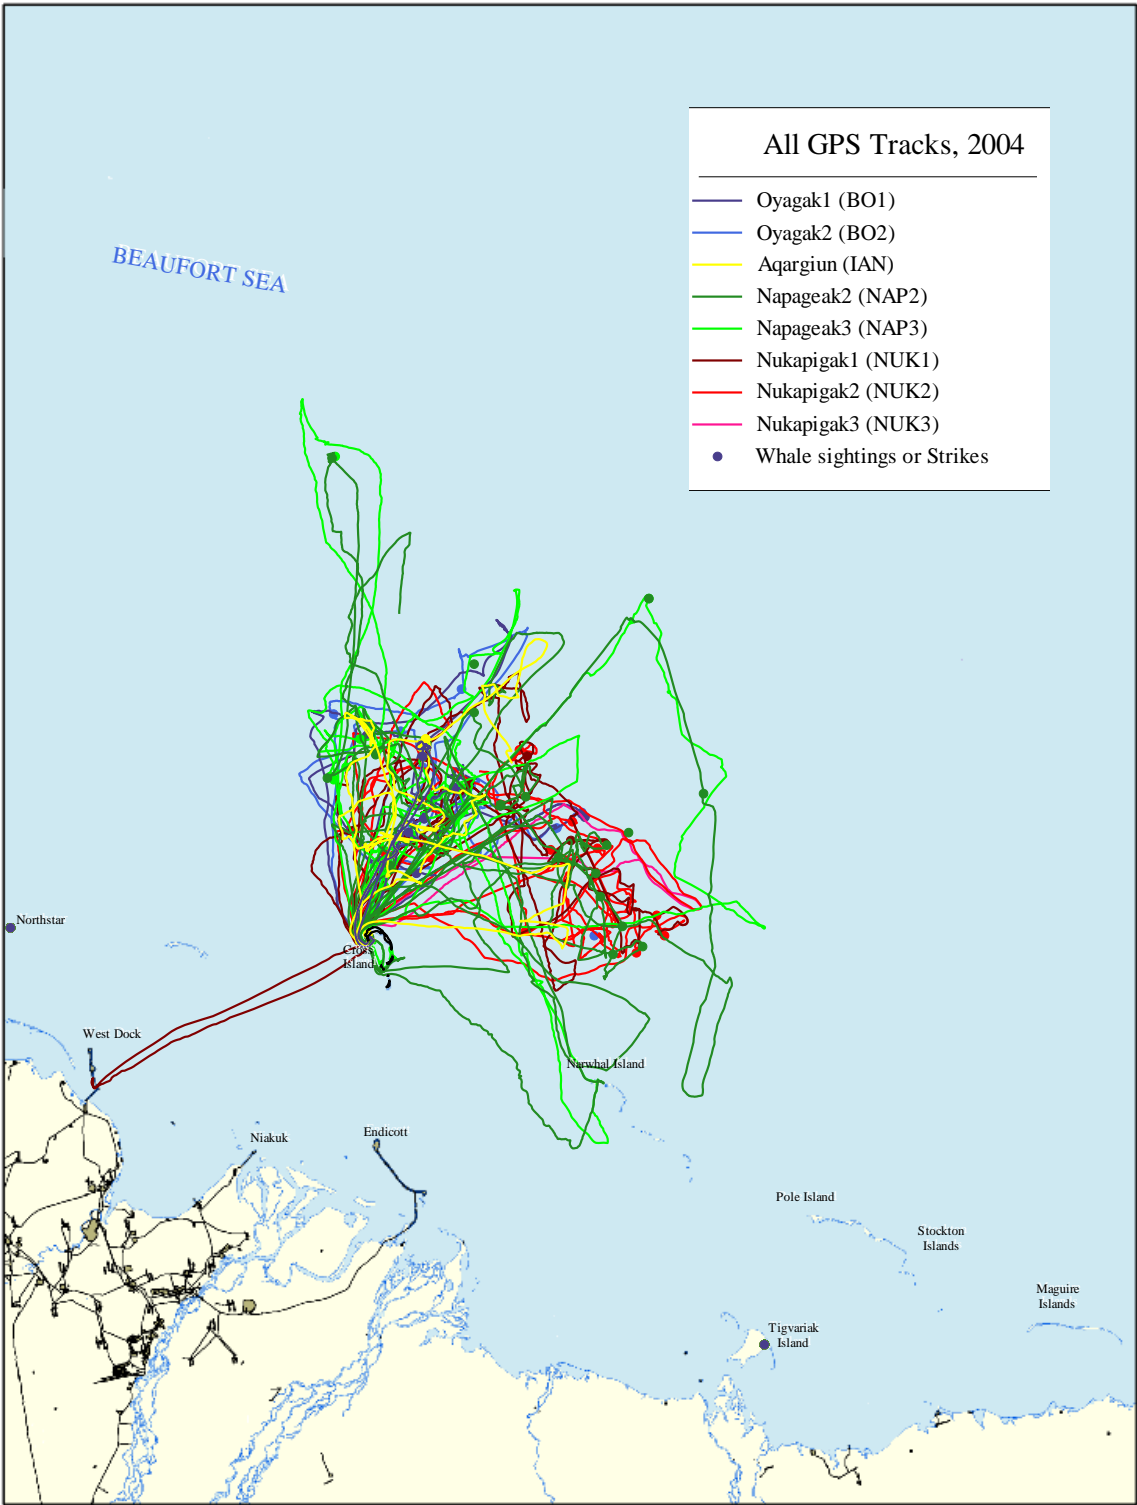 All GPS Tracks, 2004
Oyagak1 (BO1)
Oyagak2 (BO2)
Aqargiun (IAN)
Napageak2 (NAP2)
Napageak3 (NAP3)
Nukapigak1 (NUK1)
Nukapigak2 (NUK2)
Nukapigak3 (NUK3)
Whale sightings or Strikes
BEAUFORT SEA
Northstar
Cross
Island
West Dock
Narwhal Island
Niakuk
Endicott
Pole Island
Stockton
Islands
Maguire
Islands
Tigvariak
Island